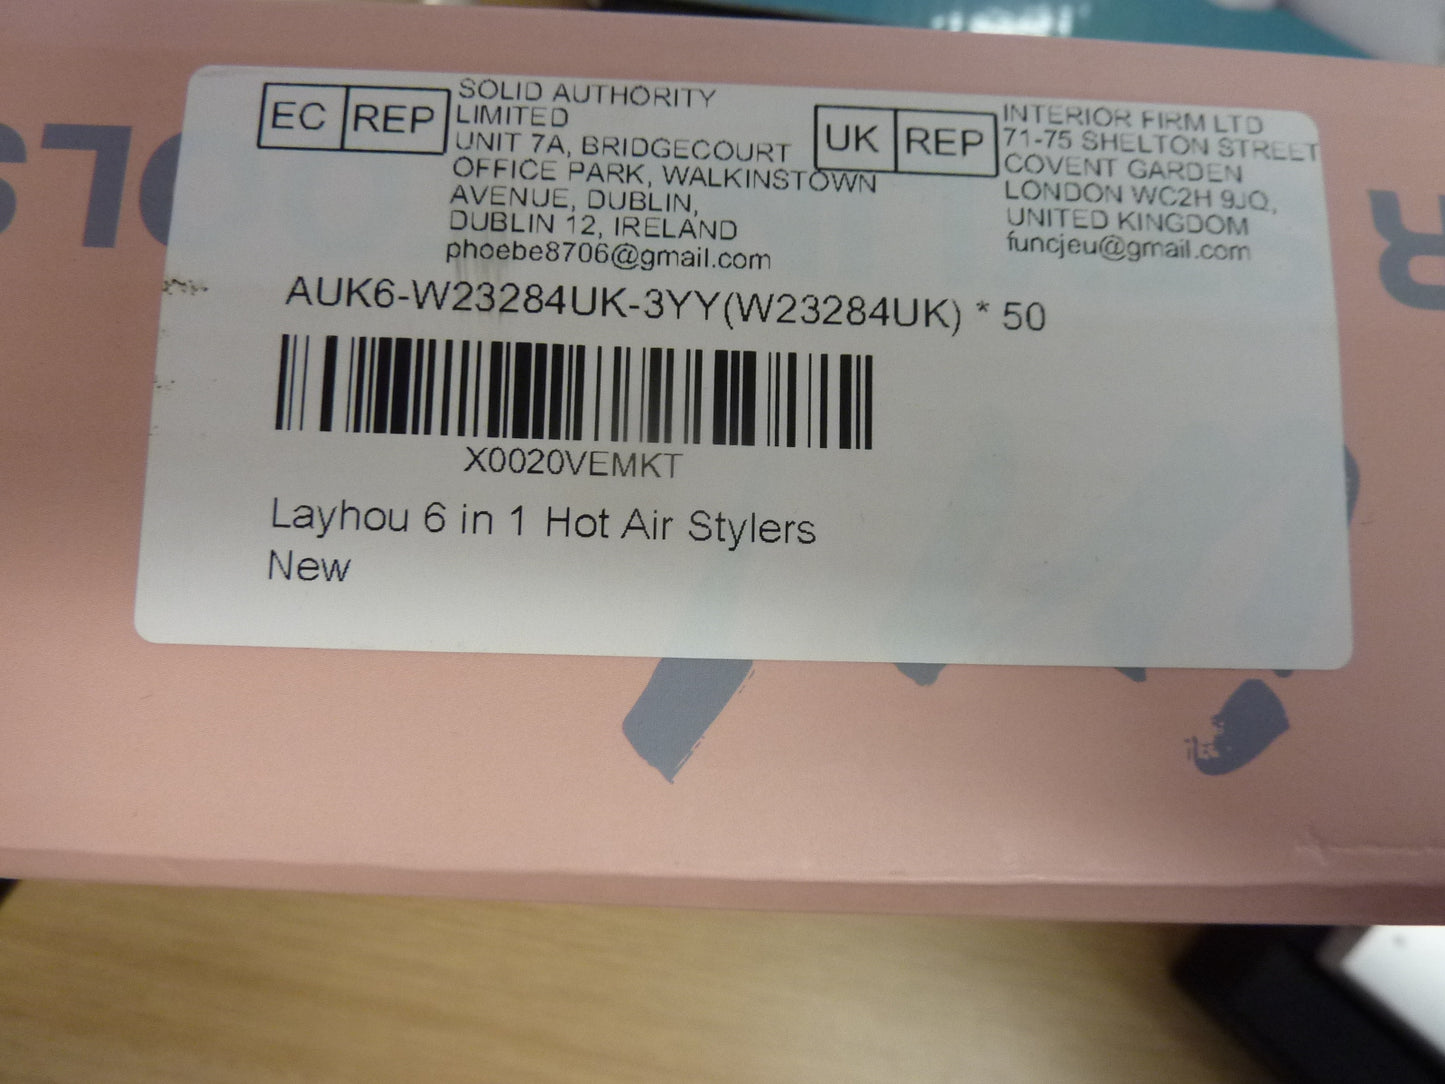 EC REP
SOLID AUTHORITY
LIMITED
UNIT 7A, BRIDGECOURT
OFFICE PARK, WALKINSTOWN
AVENUE, DUBLIN,
DUBLIN 12, IRELAND
phoebe8706@gmail.com
UK REP
INTERIOR FIRM LTD
71-75 SHELTON STREET
COVENT GARDEN
LONDON WC2H 9JQ,
UNITED KINGDOM
funcjeu@gmail.com
AUK6-W23284UK-3YY(W23284UK) * 50
X0020VEMKT
Layhou 6 in 1 Hot Air Stylers
New